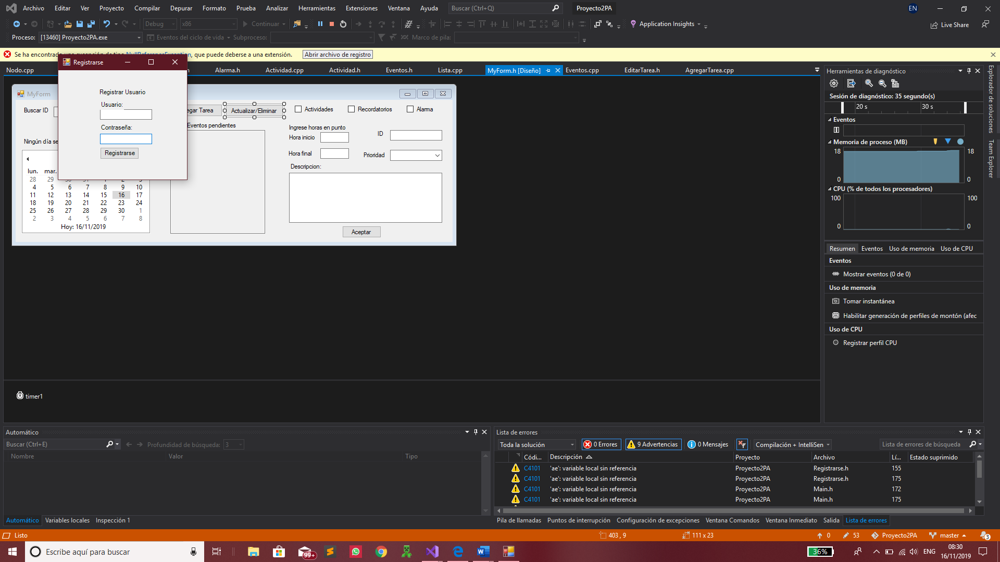 Archivo Editar Ver Proyecto Compilar Depurar Formato Prueba Analizar Herramientas Extensiones Ventana Ayuda Buscar (Ctrl+Q) Proyecto2PA EN
Debug x86 Continuar Application Insights Live Share
Proceso: [13460] Proyecto2PA.exe Eventos del ciclo de vida Subproceso: Marco de pila:
Se ha encontrado una excepción de tipo NullReferenceException, que puede deberse a una extensión. Abrir archivo de registro
Nodo.cpp Alarma.h Actividad.cpp Actividad.h Eventos.h Lista.cpp MyForm.h [Diseño] Eventos.cpp EditarTarea.h AgregarTarea.cpp
Registrarse
Registrar Usuario
Usuario:
Contraseña:
Registrarse
MyForm
Buscar ID
egar Tarea Actualizar/Eliminar Actividades Recordatorios Alarma
Eventos pendientes
Ingrese horas en punto
Hora inicio
ID
Hora final
Prioridad
Descripcion:
Aceptar
Ningún día se
lun. mar.
28 29 30 31 1 2 3
4 5 6 7 8 9 10
11 12 13 14 15 16 17
18 19 20 21 22 23 24
25 26 27 28 29 30 1
2 3 4 5 6 7 8
Hoy: 16/11/2019
timer1
Herramientas de diagnóstico
Sesión de diagnóstico: 35 segundo(s)
20 s 30 s
Eventos
Memoria de proceso (MB)
18 18
0 0
CPU (% de todos los procesadores)
100 100
0 0
Resumen Eventos Uso de memoria Uso de CPU
Eventos
Mostrar eventos (0 de 0)
Uso de memoria
Tomar instantánea
Habilitar generación de perfiles de montón (afec
Uso de CPU
Registrar perfil CPU
Explorador de soluciones
Team Explorer
Automático
Buscar (Ctrl+E) Profundidad de búsqueda: 3
Nombre Valor Tipo
Automático Variables locales Inspección 1
Lista de errores
Toda la solución 0 Errores 9 Advertencias 0 Mensajes Compilación + IntelliSen Lista de errores de búsqueda
Códi... Descripción Proyecto Archivo Lí... Estado suprimido
C4101 'ae': variable local sin referencia Proyecto2PA Registrarse.h 155
C4101 'ae': variable local sin referencia Proyecto2PA Registrarse.h 175
C4101 'ae': variable local sin referencia Proyecto2PA Main.h 172
C4101 'ae': variable local sin referencia Proyecto2PA Main.h 175
Pila de llamadas Puntos de interrupción Configuración de excepciones Ventana Comandos Ventana Inmediato Salida Lista de errores
Listo 403 , 9 111 x 23 0 53 Proyecto2PA master 3
Escribe aquí para buscar 99+ 36% ENG 08:30
16/11/2019